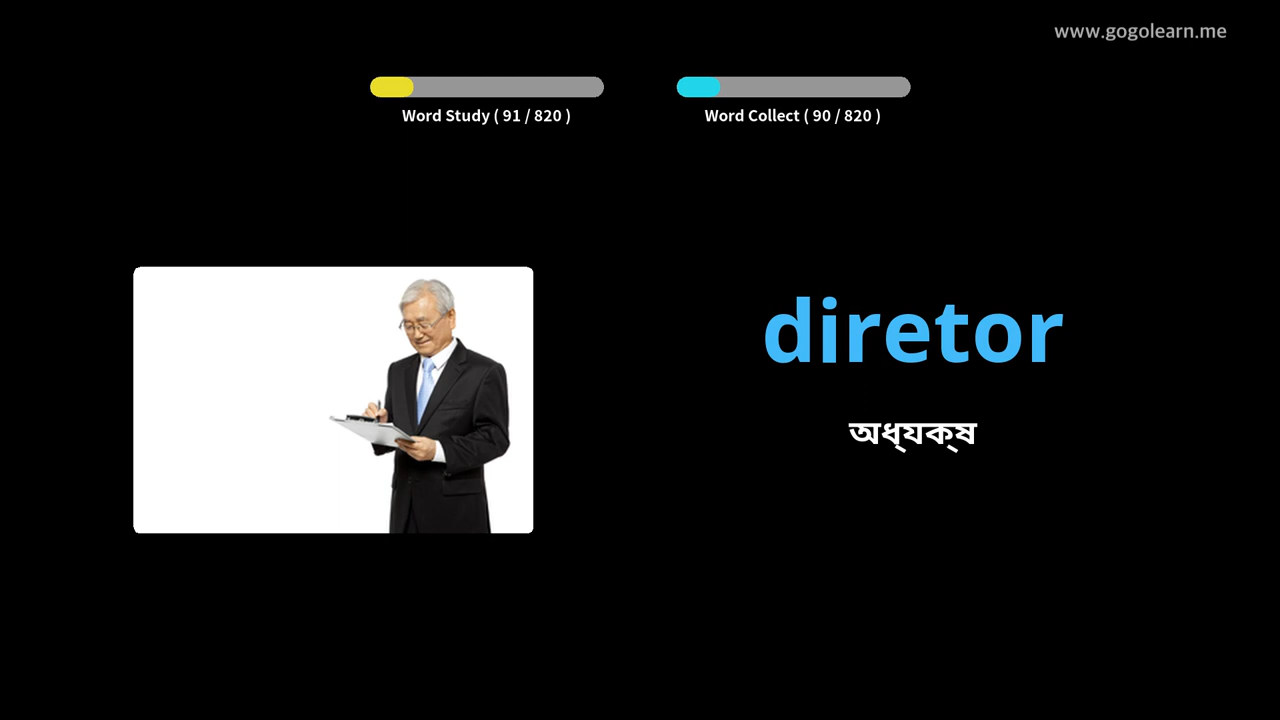 www.gogolearn.me
Word Study ( 91 / 820 )
Word Collect ( 90 / 820 )
diretor
অধ্যক্ষ